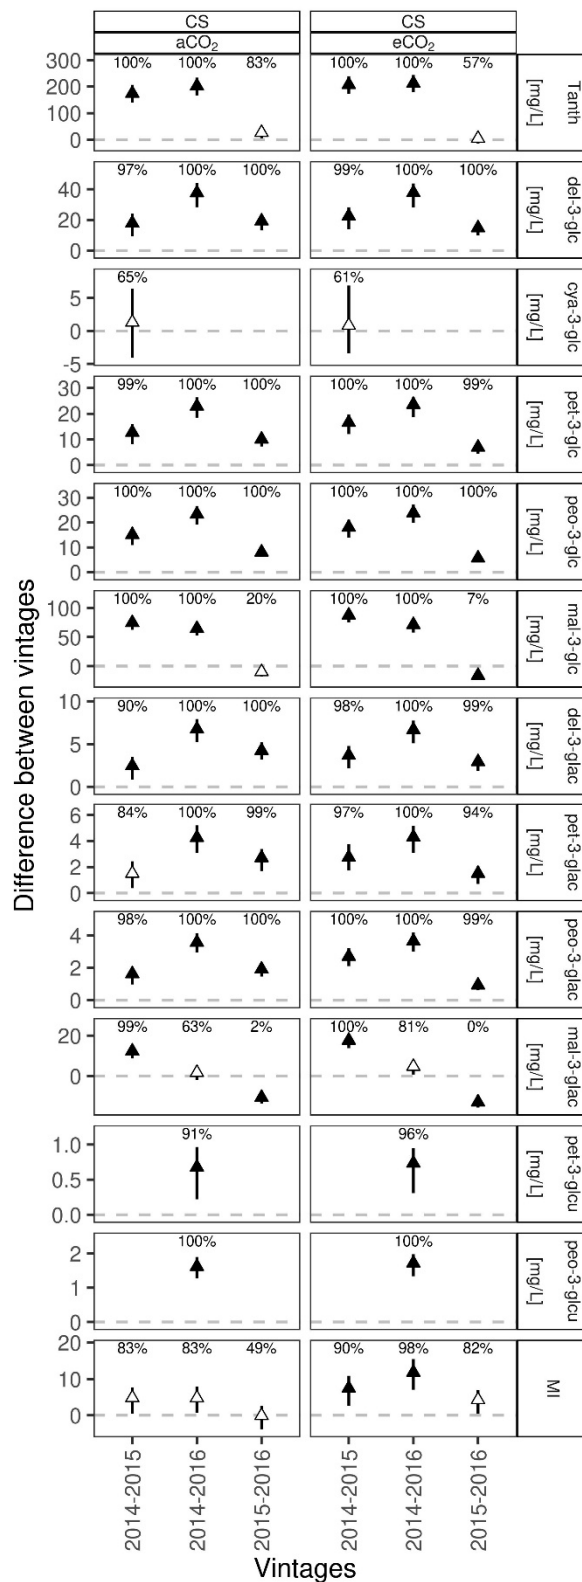 CS CS
aCO₂ eCO₂
Difference between vintages
300
200
100
0
100% 100% 83%
100% 100% 57%
Tanth
[mg/L]
40
20
0
97% 100% 100%
99% 100% 100%
del-3-glc
[mg/L]
5
0
-5
65%
61%
cya-3-glc
[mg/L]
30
20
10
0
99% 100% 100%
100% 100% 99%
pet-3-glc
[mg/L]
30
20
10
0
100% 100% 100%
100% 100% 100%
peo-3-glc
[mg/L]
100
50
0
100% 100% 20%
100% 100% 7%
mal-3-glc
[mg/L]
10
5
0
90% 100% 100%
98% 100% 99%
del-3-glac
[mg/L]
6
4
2
0
84% 100% 99%
97% 100% 94%
pet-3-glac
[mg/L]
4
2
0
98% 100% 100%
100% 100% 99%
peo-3-glac
[mg/L]
20
0
99% 63% 2%
100% 81% 0%
mal-3-glac
[mg/L]
1.0
0.5
0.0
91%
96%
pet-3-glcu
[mg/L]
2
1
0
100%
100%
peo-3-glcu
[mg/L]
20
10
0
83% 83% 49%
90% 98% 82%
MI
2014-2015
2014-2016
2015-2016
2014-2015
2014-2016
2015-2016
Vintages